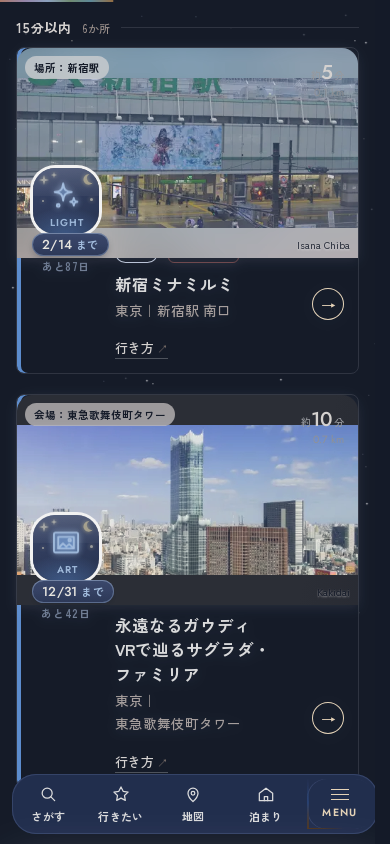 15分以内 6か所
場所：新宿駅
5
新宿駅
LIGHT
2/14 まで
Isana Chiba
あと87日
新宿ミナミルミ
東京｜新宿駅 南口
行き方 ↗
会場：東急歌舞伎町タワー
約10分
ART
12/31 まで
Kakidai
あと42日
永遠なるガウディ
VRで辿るサグラダ・
ファミリア
東京｜
東急歌舞伎町タワー
行き方 ↗
さがす 行きたい 地図 泊まり MENU